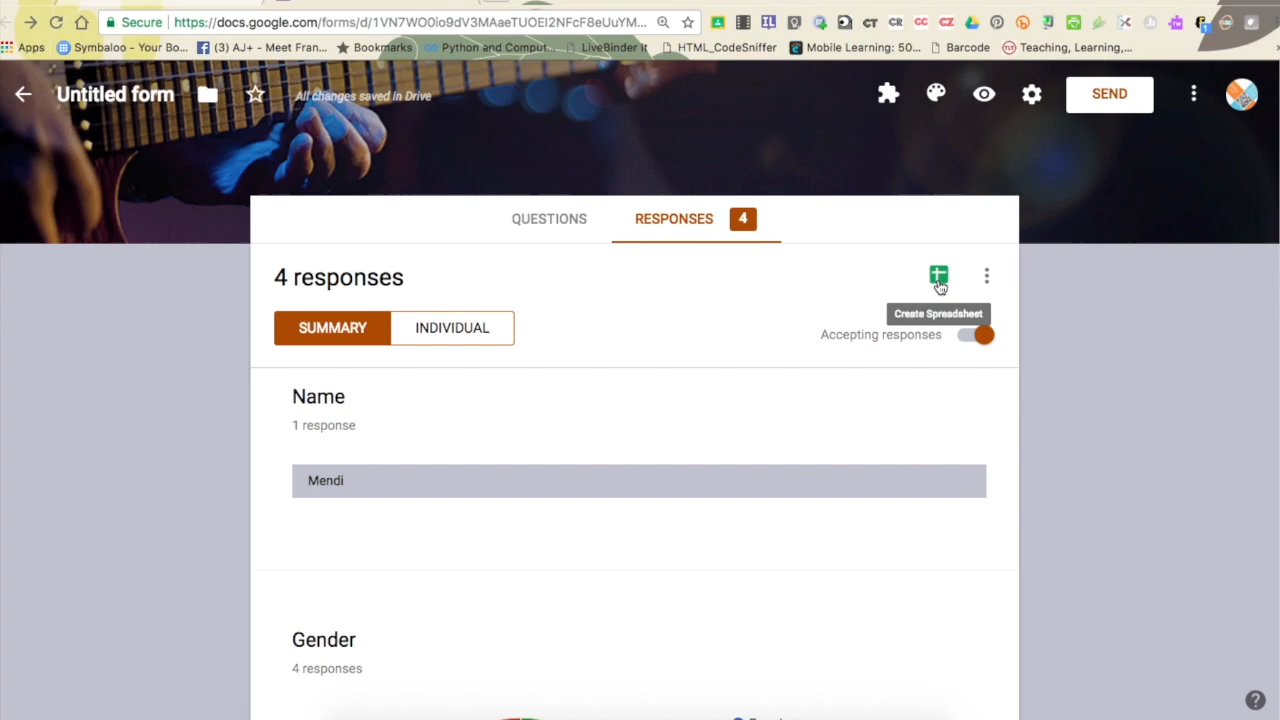 Secure https://docs.google.com/forms/d/1VN7WO0io9dV3MAaeTUOEI2NFcF8eUuYM...
Apps Symbaloo - Your Bo... (3) AJ+ - Meet Fran... Bookmarks Python and Comput... LiveBinder It HTML_CodeSniffer Mobile Learning: 50... Barcode Teaching, Learning,...
Untitled form All changes saved in Drive SEND
QUESTIONS RESPONSES 4
4 responses
Create Spreadsheet
SUMMARY INDIVIDUAL Accepting responses
Name
1 response
Mendi
Gender
4 responses